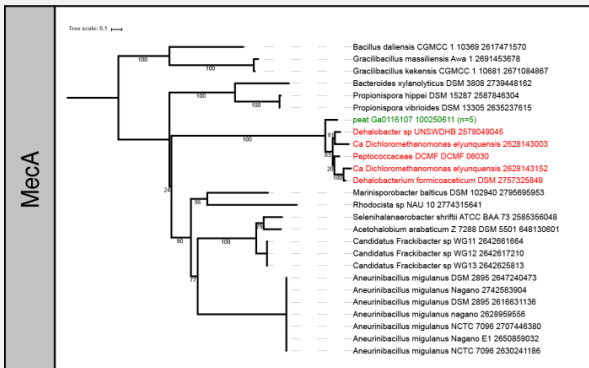 MecA
Tree scale: 0.1
Bacillus daliensis CGMCC 1 10369 2617471570
Gracilibacillus massiliensis Awa 1 2691453678
100
100
Gracilibacillus kekensis CGMCC 1 10681 2671084867
Bacteroides xylanolyticus DSM 3808 2739448162
Propionispora hippei DSM 15287 2587846304
100
100
Propionispora vibrioides DSM 13305 2635237615
peat Ga0116107 100250611 (n=5)
Dehalobacter sp UNSWDHB 2576049045
81
100
Ca Dichloromethanomonas elyunquensis 2628143003
83
Peptococcaceae DCMF DCMF 06030
20
Ca Dichloromethanomonas elyunquensis 2628143152
100
Dehalobacterium formicoaceticum DSM 2757325849
24
Marinisporobacter balticus DSM 102940 2795695953
Rhodocista sp NAU 10 2774315641
Selenihalanaerobacter shriftii ATCC BAA 73 2585356048
75
Acetohalobium arabaticum Z 7288 DSM 5501 648130601
90
100
Candidatus Frackibacter sp WG11 2642661664
Candidatus Frackibacter sp WG12 2642617210
Candidatus Frackibacter sp WG13 2642625813
77
Aneurinibacillus migulanus DSM 2895 2647240473
Aneurinibacillus migulanus Nagano 2742583904
Aneurinibacillus migulanus DSM 2895 2616631136
Aneurinibacillus migulanus nagano 2628959556
Aneurinibacillus migulanus NCTC 7096 2707446380
Aneurinibacillus migulanus Nagano E1 2650859032
Aneurinibacillus migulanus NCTC 7096 2630241186